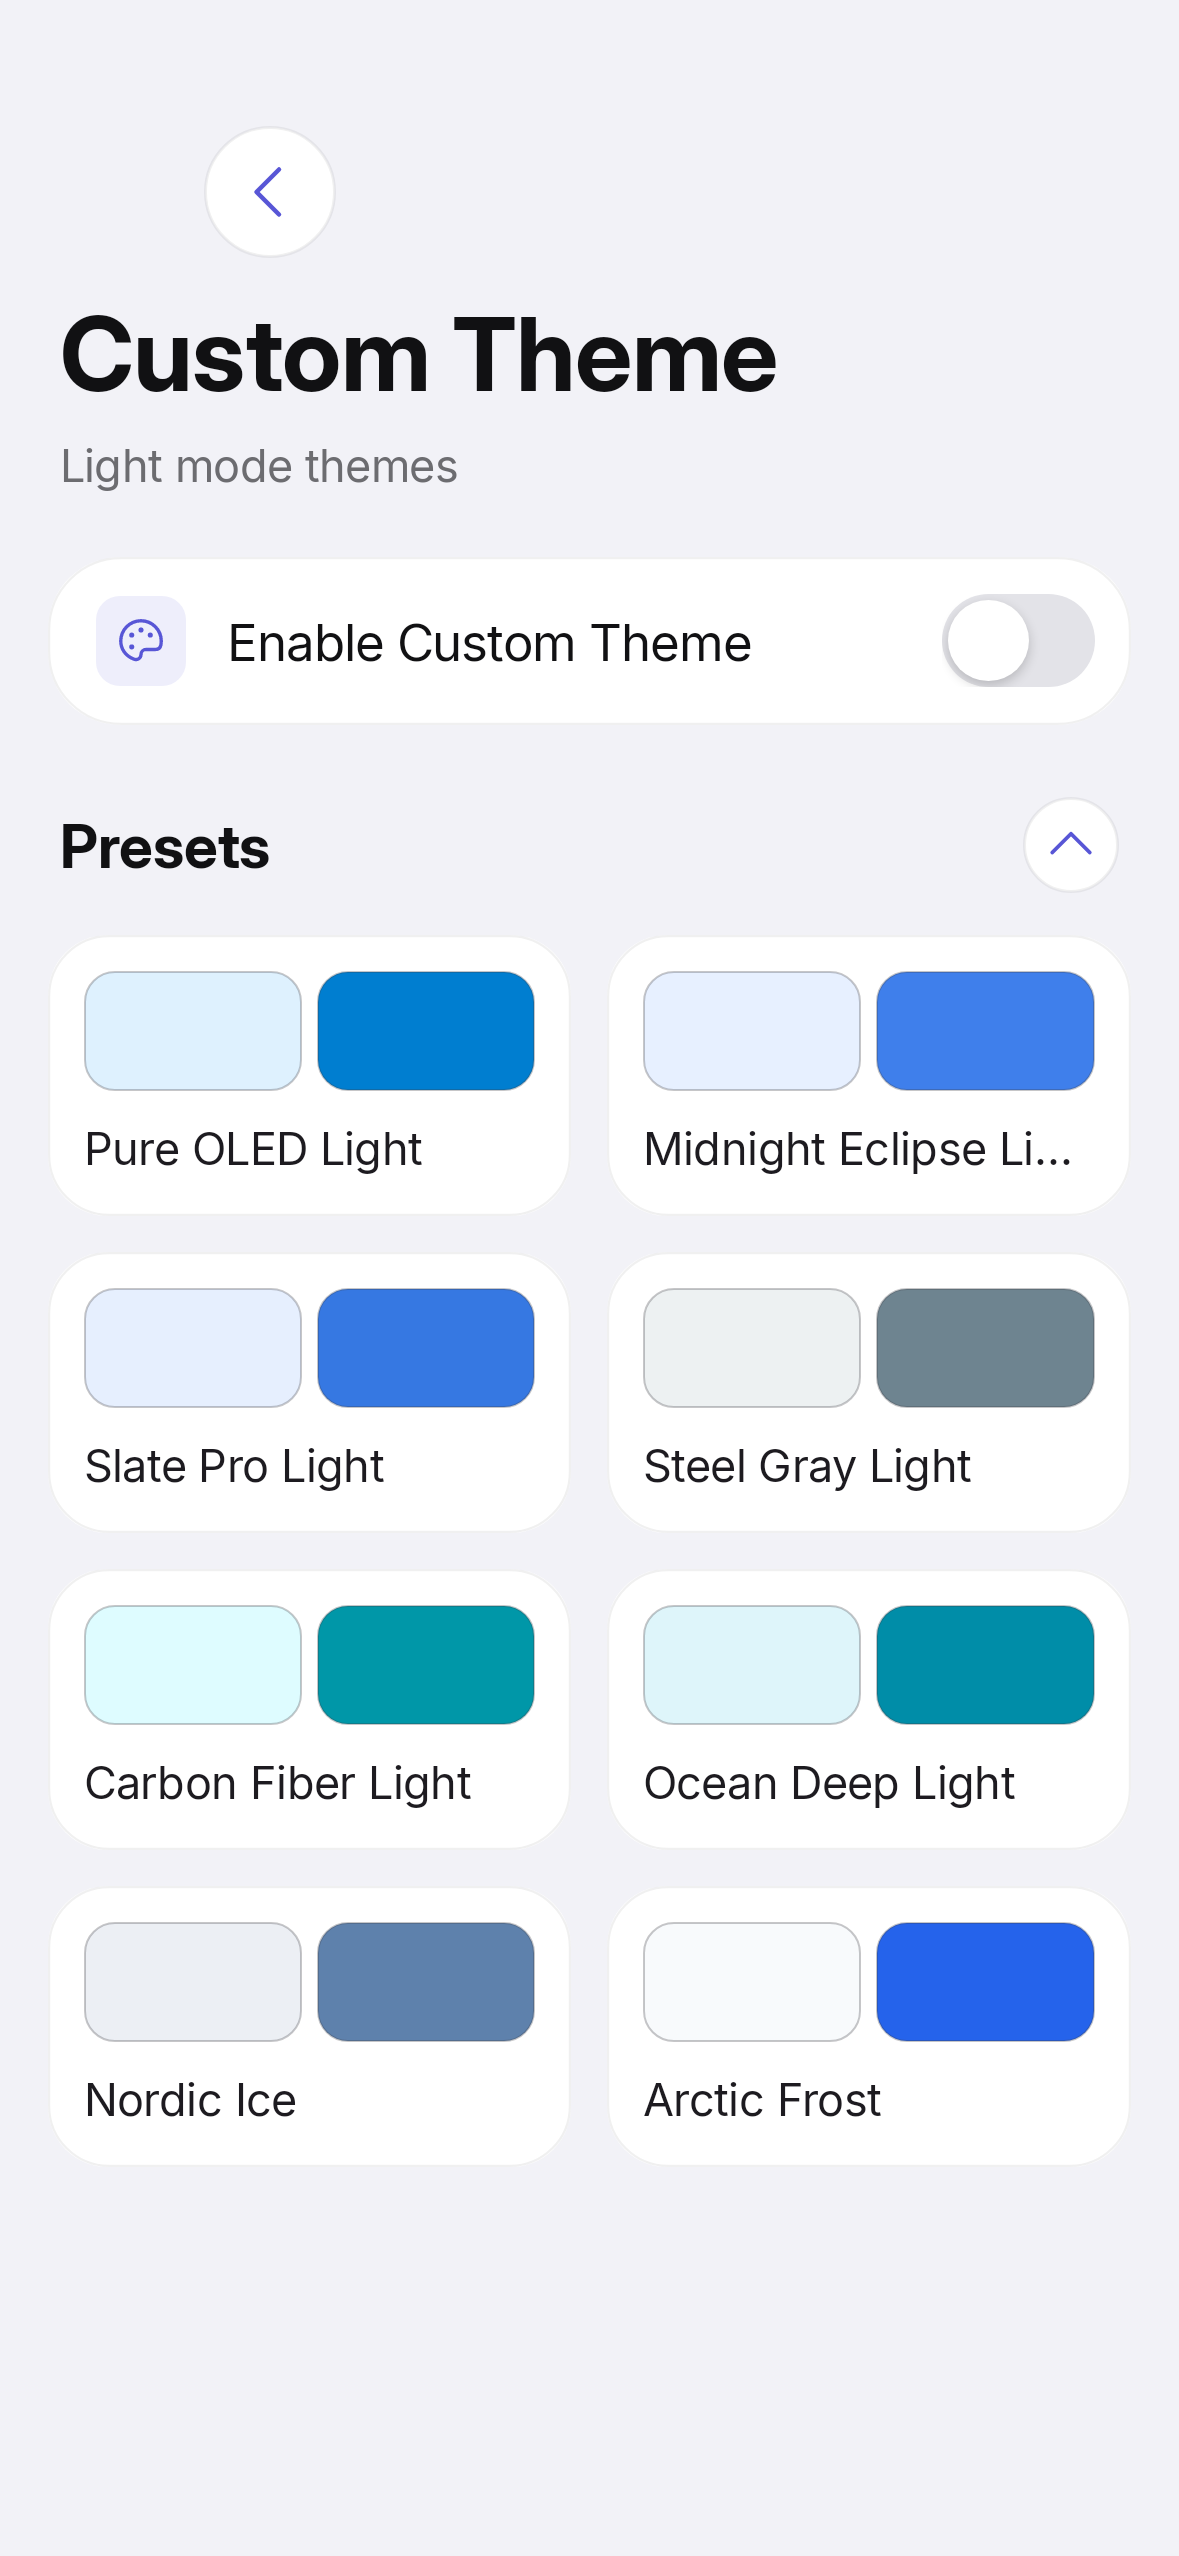 Custom Theme
Light mode themes
Enable Custom Theme
Presets
Pure OLED Light
Midnight Eclipse Li...
Slate Pro Light
Steel Gray Light
Carbon Fiber Light
Ocean Deep Light
Nordic Ice
Arctic Frost